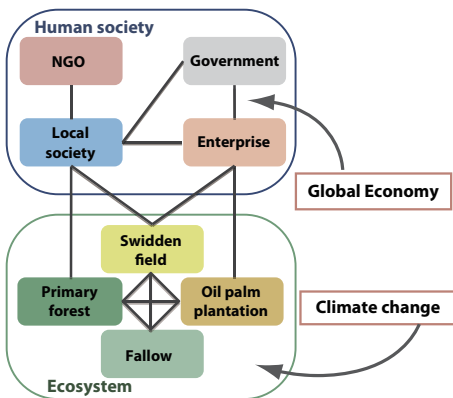 Human society
NGO
Government
Local
society
Enterprise
Global Economy
Swidden
field
Primary
forest
Oil palm
plantation
Climate change
Fallow
Ecosystem